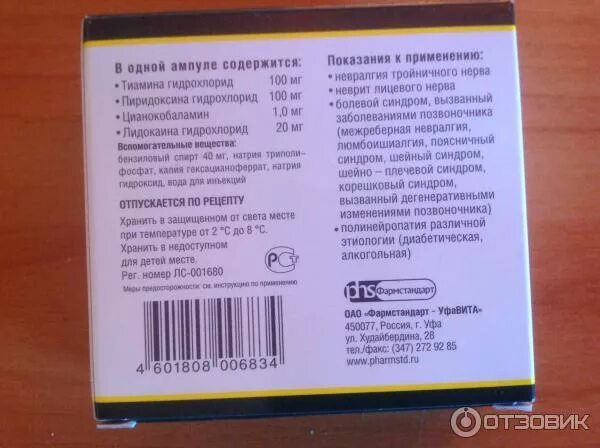 В одной ампуле содержится:
• Тиамина гидрохлорид 100 мг
• Пиридоксина гидрохлорид 100 мг
• Цианокобаламин 1,0 мг
• Лидокаина гидрохлорид 20 мг
Вспомогательные вещества:
бензиловый спирт 40 мг, натрия триполи-
фосфат, калия гексацианоферрат, натрия
гидроксид, вода для инъекций
ОТПУСКАЕТСЯ ПО РЕЦЕПТУ
Хранить в защищенном от света месте
при температуре от 2 °С до 8 °С.
Хранить в недоступном
для детей месте.
Рег. номер ЛС-001680
Меры предосторожности: см. инструкцию по применению
4 601808 006834
Показания к применению:
• невралгия тройничного нерва
• неврит лицевого нерва
• болевой синдром, вызванный
заболеваниями позвоночника
(межреберная невралгия,
люмбоишиалгия, поясничный
синдром, шейный синдром,
шейно – плечевой синдром,
корешковый синдром,
вызванный дегенеративными
изменениями позвоночника)
• полинейропатия различной
этиологии (диабетическая,
алкогольная)
phs Фармстандарт
ОАО «Фармстандарт - УфаВИТА»
450077, Россия, г. Уфа
ул. Худайбердина, 28
тел./факс: (347) 272 92 85
www.pharmstd.ru
ОТЗОВИК